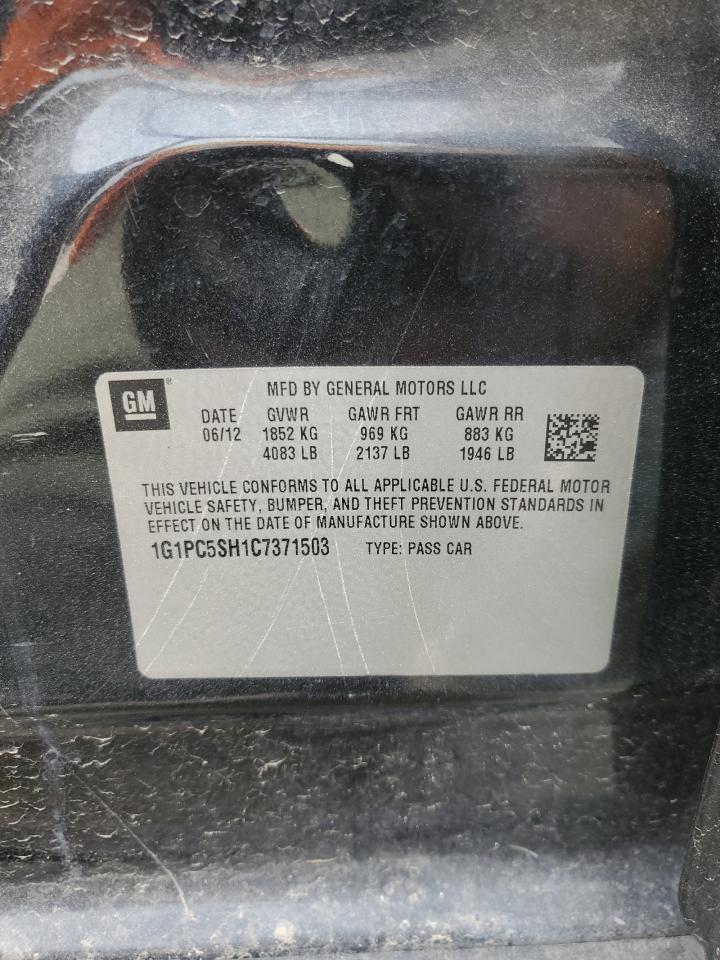 GM®
MFD BY GENERAL MOTORS LLC
DATE GVWR GAWR FRT GAWR RR
06/12 1852 KG 969 KG 883 KG
4083 LB 2137 LB 1946 LB
THIS VEHICLE CONFORMS TO ALL APPLICABLE U.S. FEDERAL MOTOR
VEHICLE SAFETY, BUMPER, AND THEFT PREVENTION STANDARDS IN
EFFECT ON THE DATE OF MANUFACTURE SHOWN ABOVE.
1G1PC5SH1C7371503 TYPE: PASS CAR